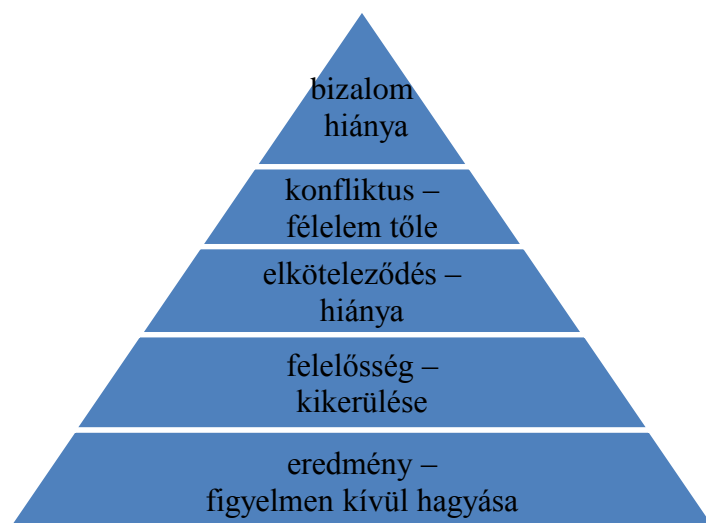 bizalom
hiánya
konfliktus –
félelem tőle
elköteleződés –
hiánya
felelősség –
kikerülése
eredmény –
figyelmen kívül hagyása